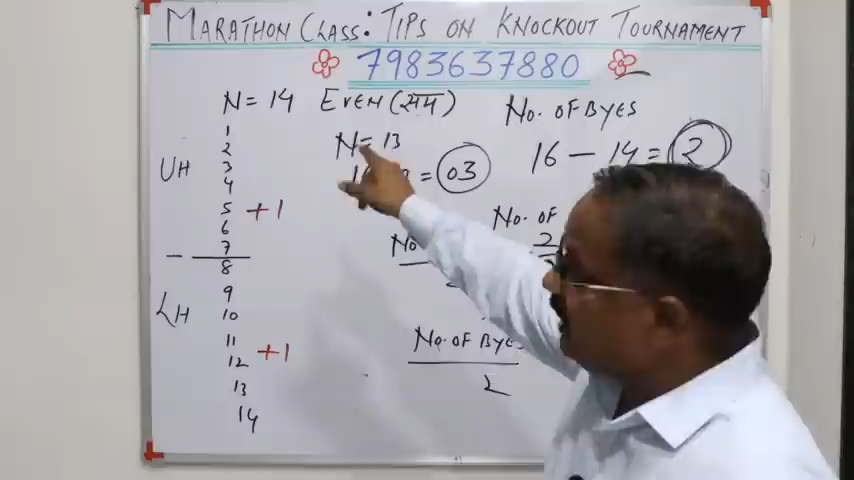 MARATHON CLASS: TIPS ON KNOCKOUT TOURNAMENT
7983637880
N = 14 EVEN (सम)
1
2
3
4
5 +1
6
7
8
9
10
11
12 +1
13
14
UH
LH
N = 13
= 03
No. OF BYES
16 - 14 = 2
No. OF
2
No.
No. OF BYES
2